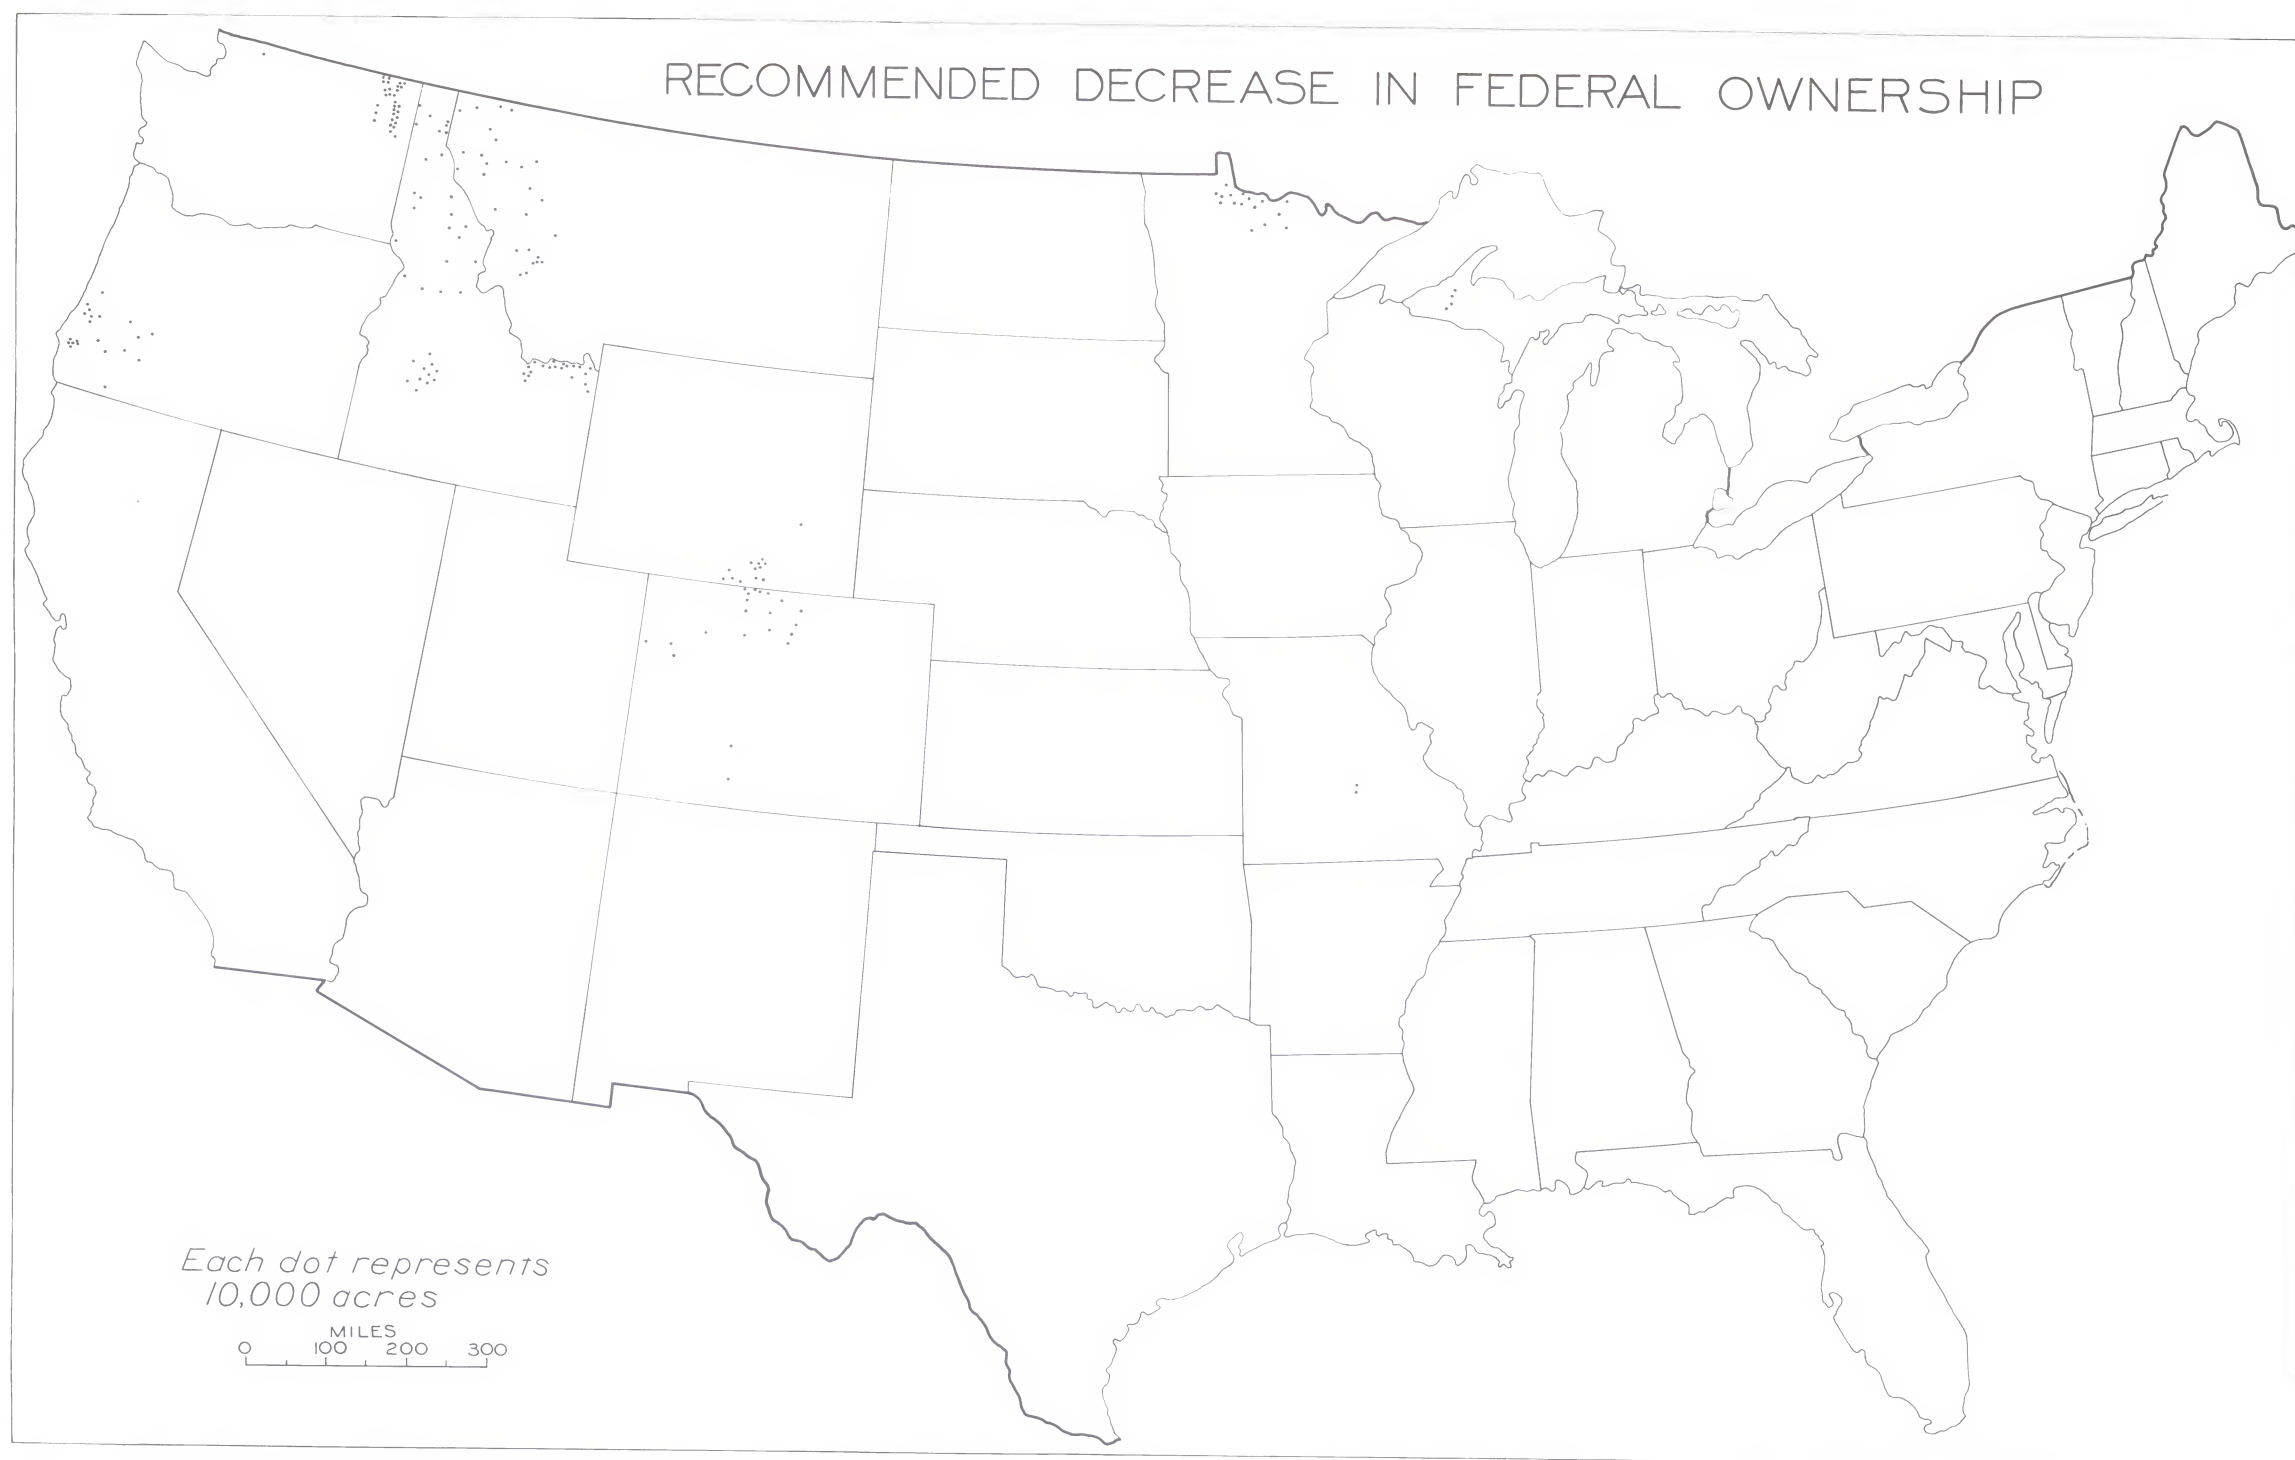 RECOMMENDED DECREASE IN FEDERAL OWNERSHIP
Each dot represents
10,000 acres
MILES
0 100 200 300